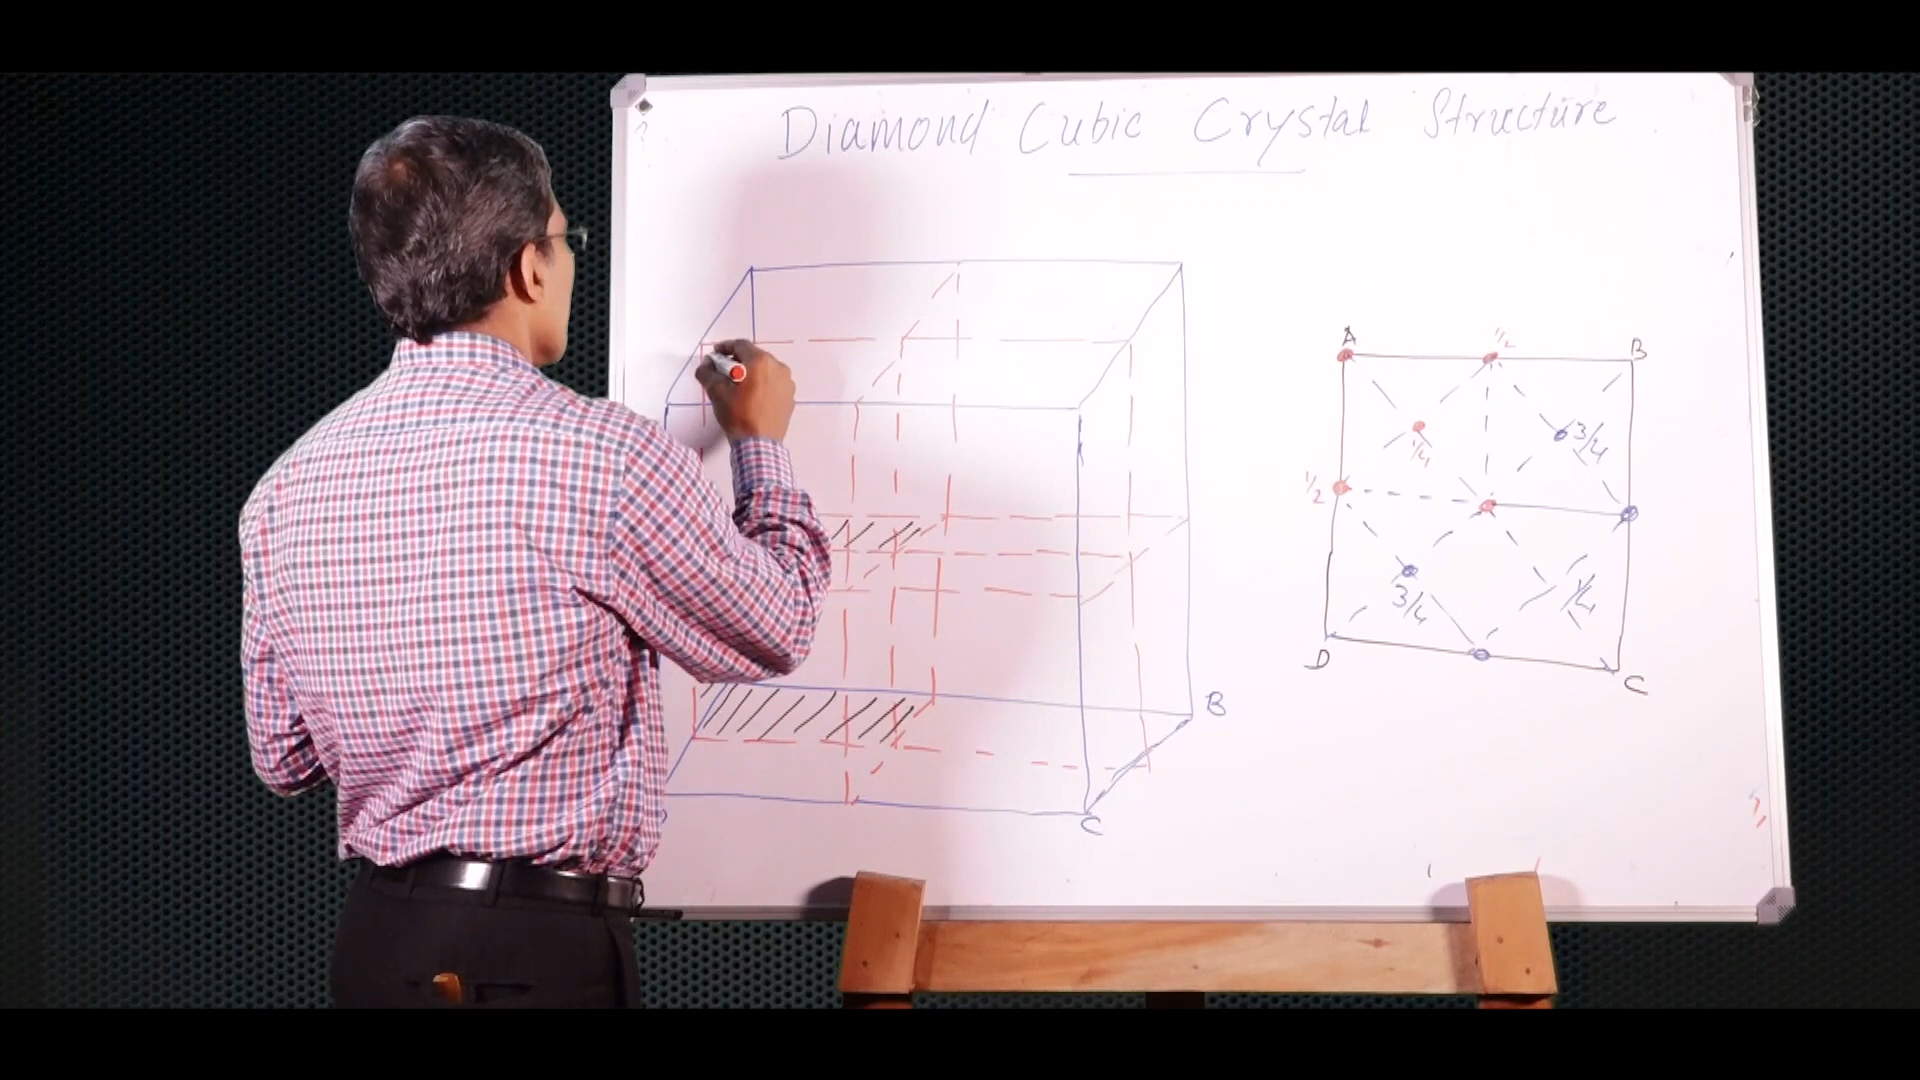 Diamond Cubic Crystal Structure
A 1/2 B
1/4 3/4
1/2
3/4 1/4
D C
B
C